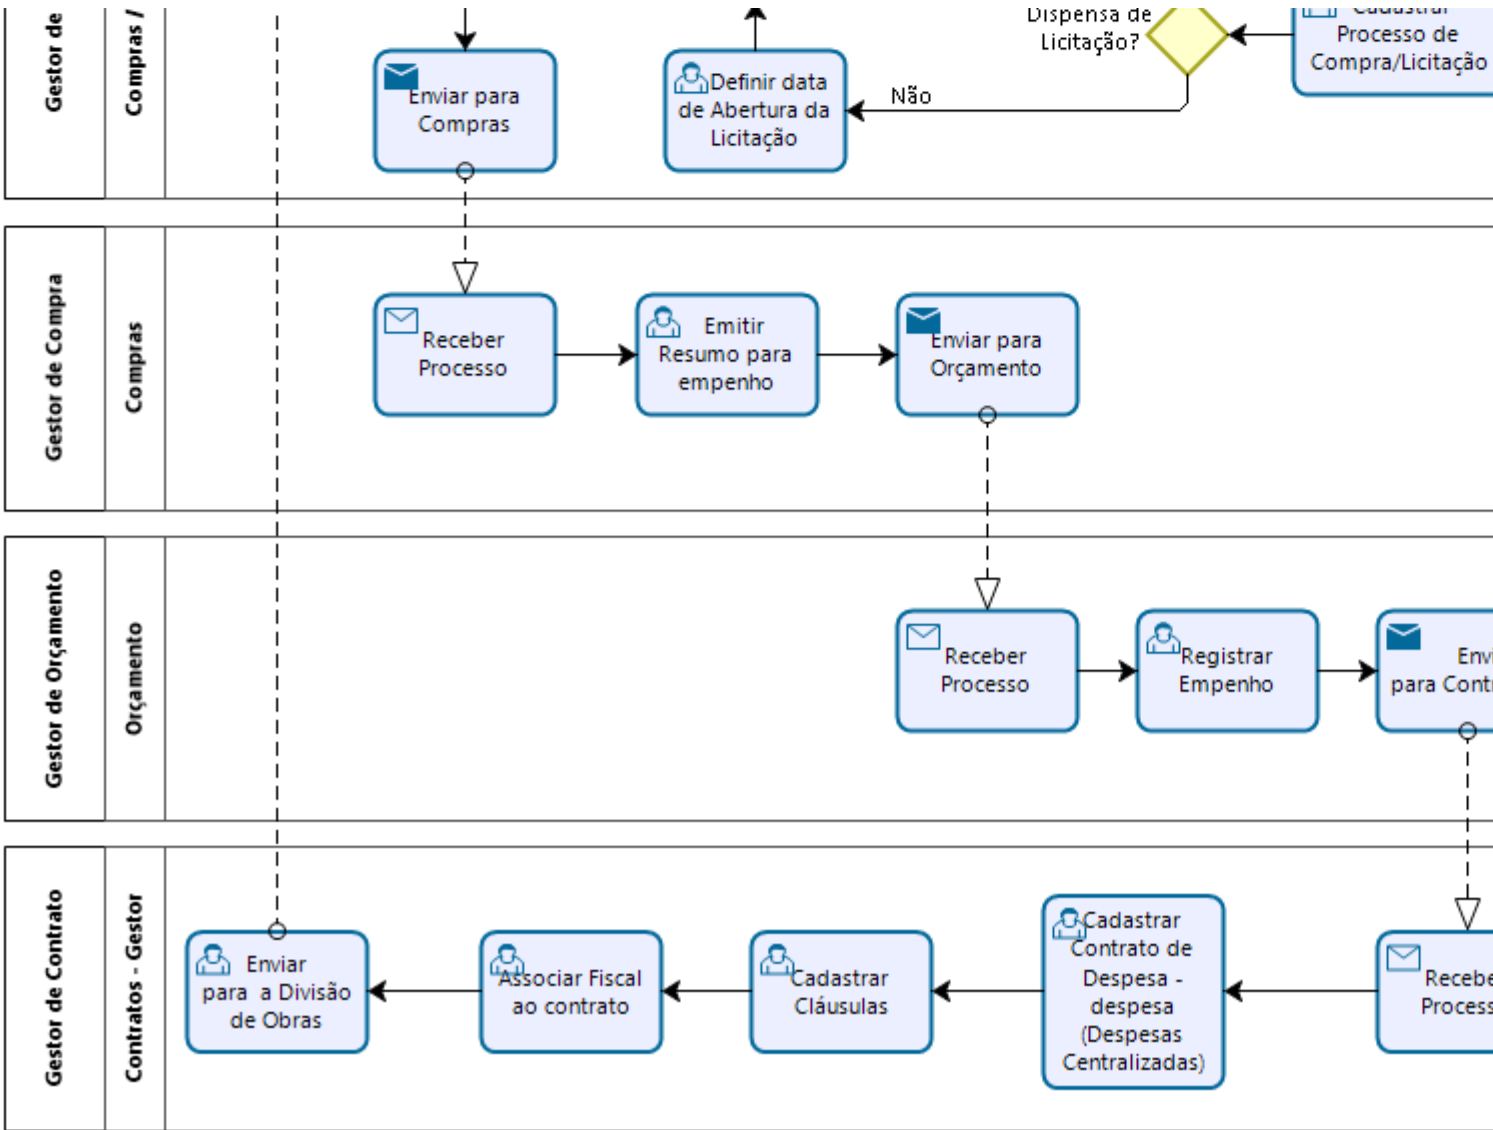 Gestor de
Compras /
Enviar para
Compras
Definir data
de Abertura da
Licitação
Não
Dispensa de
Licitação?
Cadastrar
Processo de
Compra/Licitação
Gestor de Compra
Compras
Receber
Processo
Emitir
Resumo para
empenho
Enviar para
Orçamento
Gestor de Orçamento
Orçamento
Receber
Processo
Registrar
Empenho
para
Gestor de Contrato
Contratos - Gestor
Enviar
para  a Divisão
de Obras
Associar Fiscal
ao contrato
Cadastrar
Cláusulas
Cadastrar
Contrato de
Despesa -
despesa
(Despesas
Centralizadas)